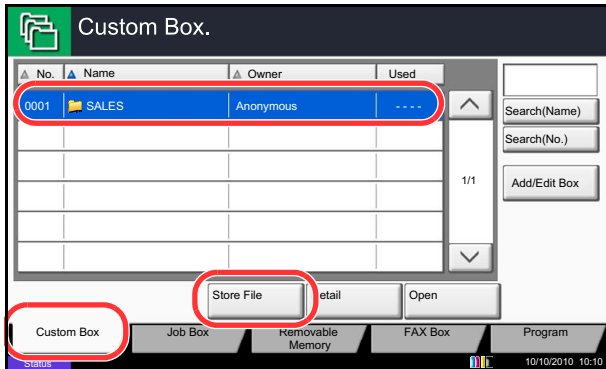 Custom Box.
No. Name Owner Used
0001 SALES Anonymous - - - -
Search(Name)
Search(No.)
1/1
Add/Edit Box
Store File etail Open
Custom Box Job Box Removable Memory FAX Box Program
Status 10/10/2010 10:10